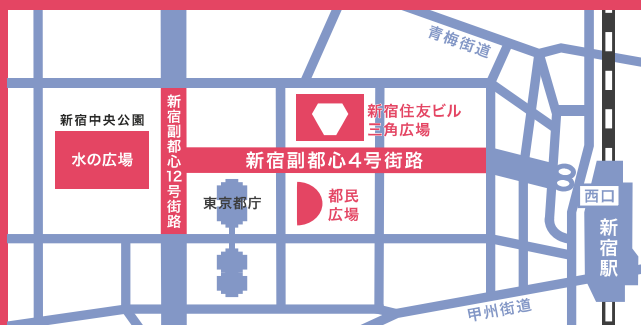 青梅街道
新宿中央公園
水の広場
新宿副都心12号街路
新宿住友ビル
三角広場
新宿副都心4号街路
東京都庁
都民
広場
西口
新宿駅
甲州街道